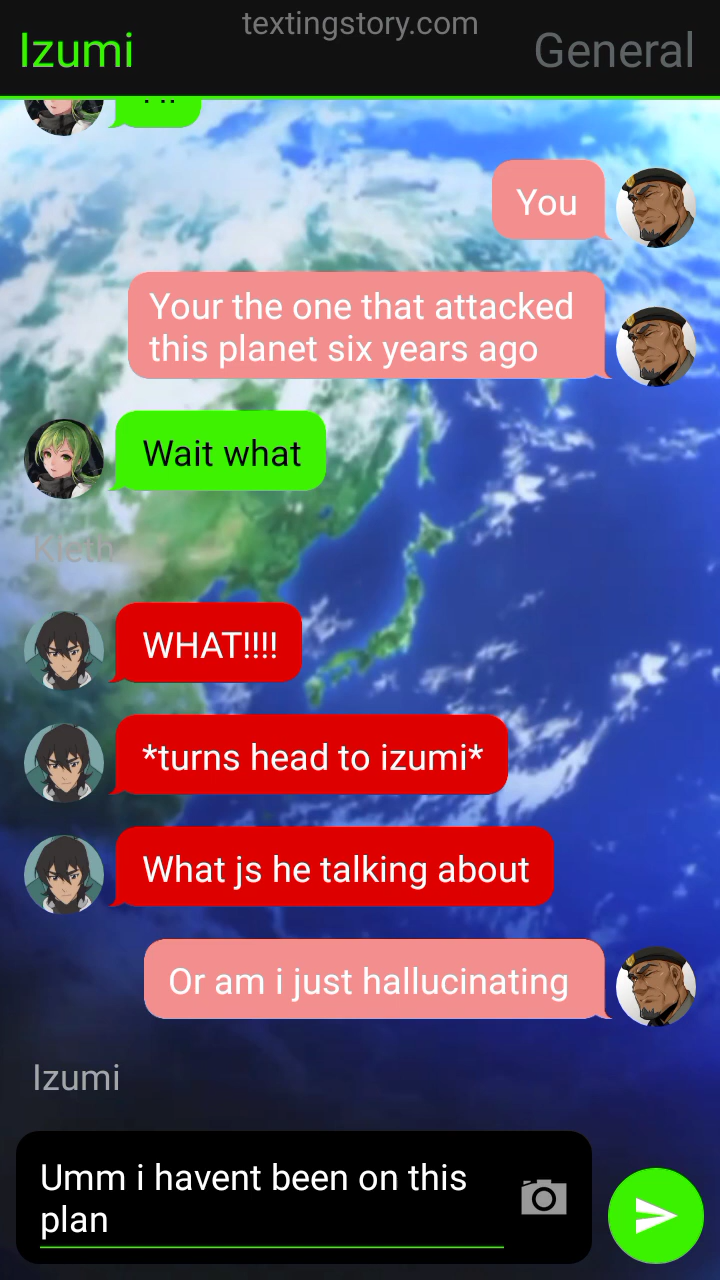 textingstory.com
Izumi
General
You
Your the one that attacked
this planet six years ago
Wait what
Kieth
WHAT!!!!
*turns head to izumi*
What js he talking about
Or am i just hallucinating
Izumi
Umm i havent been on this
plan